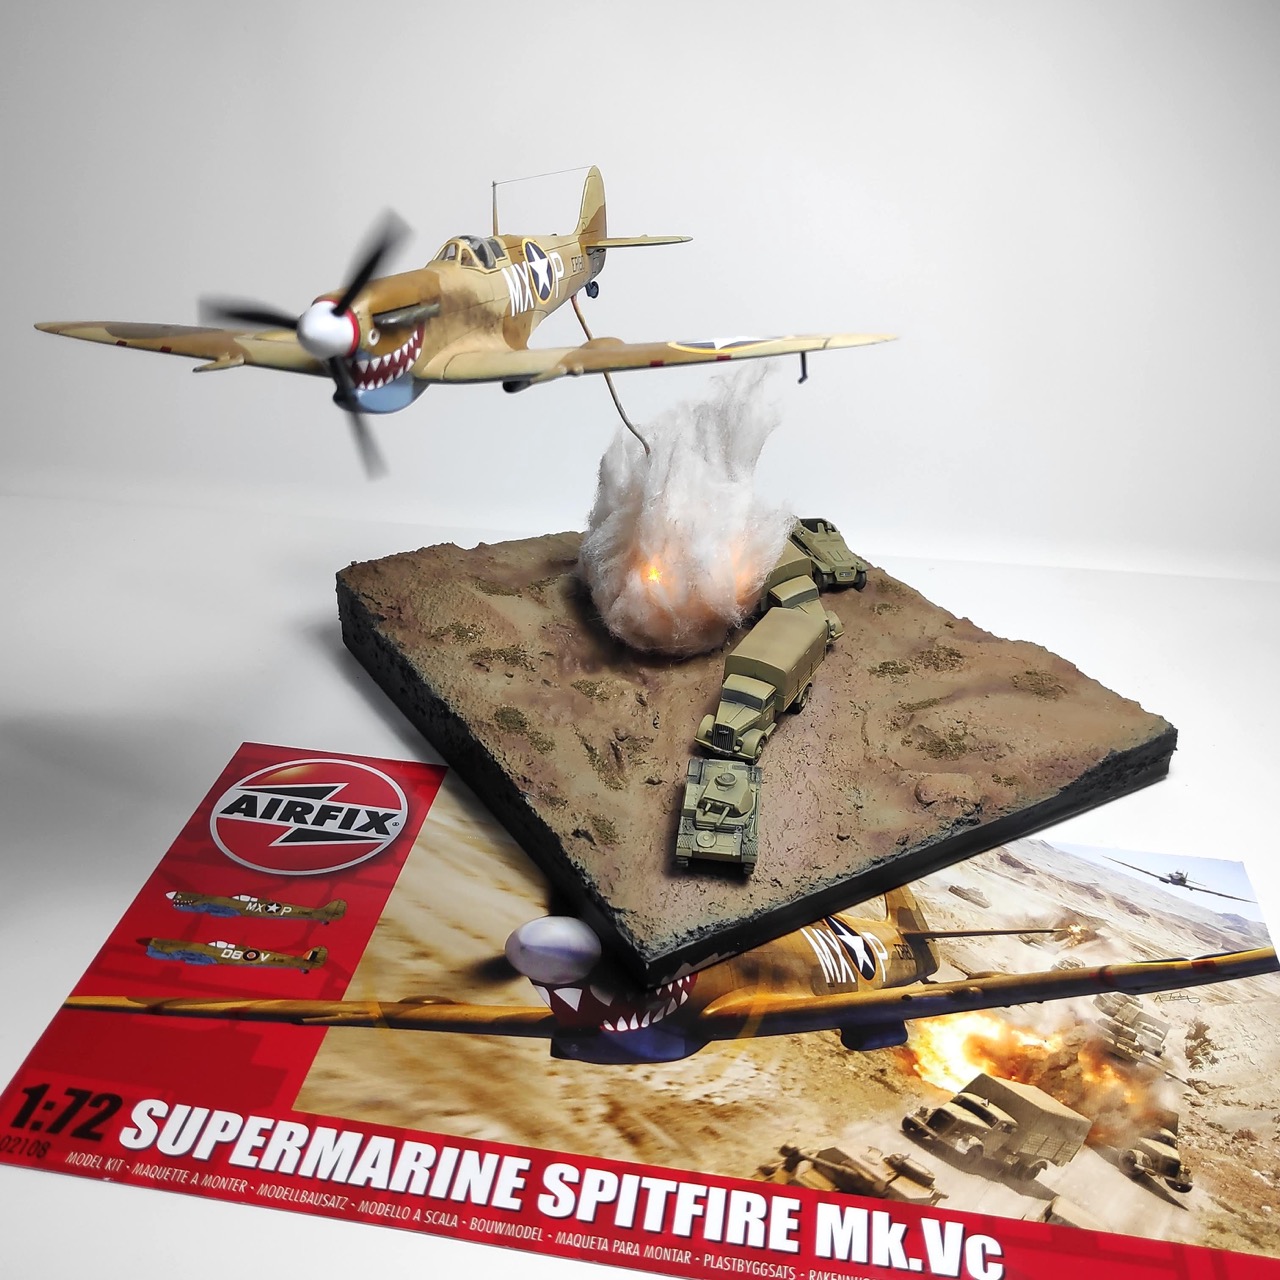 MX P
AIRFIX
MX P
DB V
MX P
1:72 SUPERMARINE SPITFIRE Mk.Vc
02108
MODEL KIT - MAQUETTE A MONTER - MODELLBAUSATZ - MODELLO A SCALA - BOUWMODEL - MAQUETA PARA MONTAR - PLASTBYGGSATS -